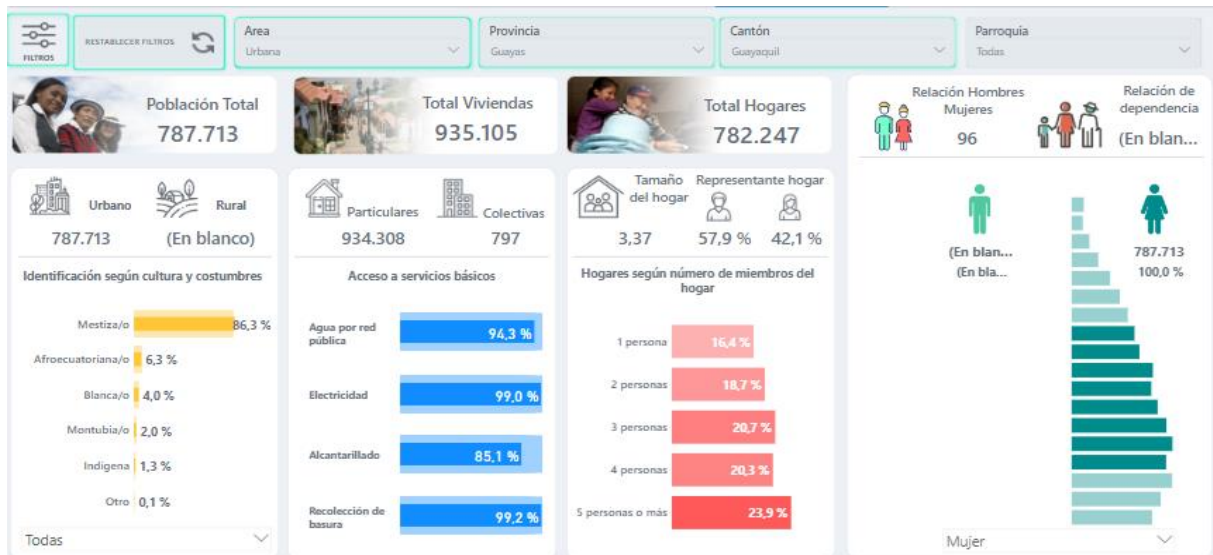 FILTROS
RESTABLECER FILTROS
Area
Urbana
Provincia
Guayas
Cantón
Guayaquil
Parroquía
Todas
Población Total
787.713
Total Viviendas
935.105
Total Hogares
782.247
Relación Hombres
Mujeres
96
Relación de
dependencia
(En blan...
Urbano
787.713
Rural
(En blanco)
Particulares
934.308
Colectivas
797
Tamaño
del hogar
3,37
Representante hogar
57,9 %
42,1 %
(En blan...
(En bla...
787.713
100,0 %
Identificación según cultura y costumbres
Mestiza/o 86,3 %
Afroecuatoriana/o 6,3 %
Blanca/o 4,0 %
Montubia/o 2,0 %
Indígena 1,3 %
Otro 0,1 %
Todas
Acceso a servicios básicos
Agua por red
pública
94,3 %
Electricidad 99,0 %
Alcantarillado 85,1 %
Recolección de
basura
99,2 %
Hogares según número de miembros del
hogar
1 persona 16,4 %
2 personas 18,7 %
3 personas 20,7 %
4 personas 20,3 %
5 personas o más 23,9 %
Mujer